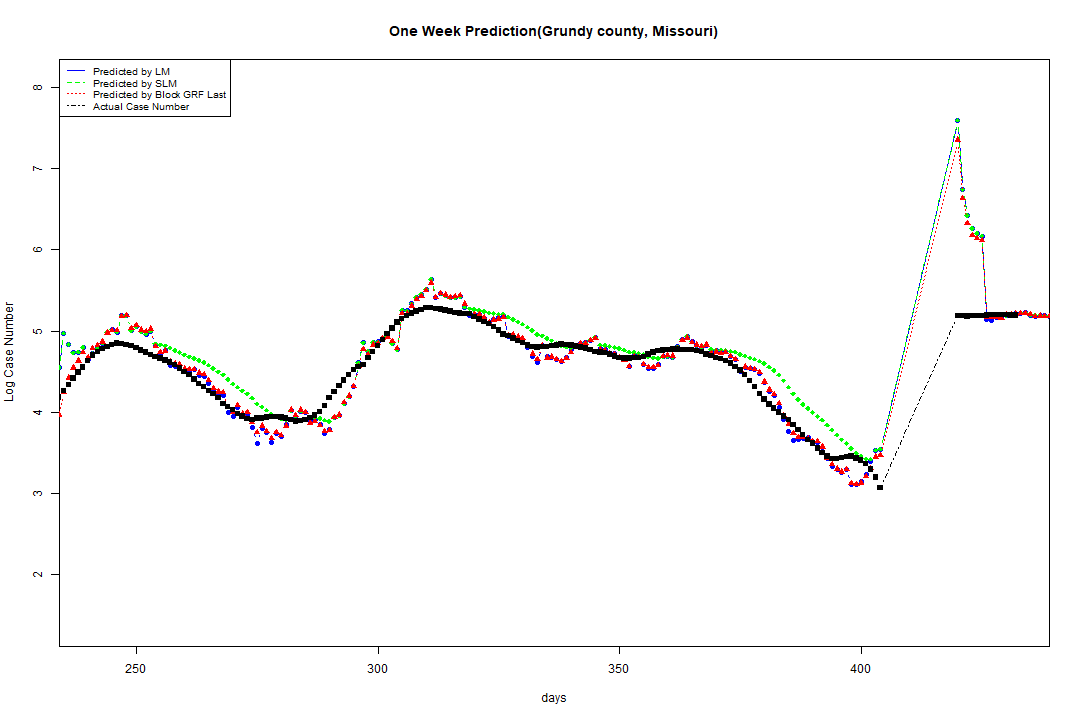 One Week Prediction(Grundy county, Missouri)
Predicted by LM
Predicted by SLM
Predicted by Block GRF Last
Actual Case Number
Log Case Number
8
7
6
5
4
3
2
250 300 350 400
days